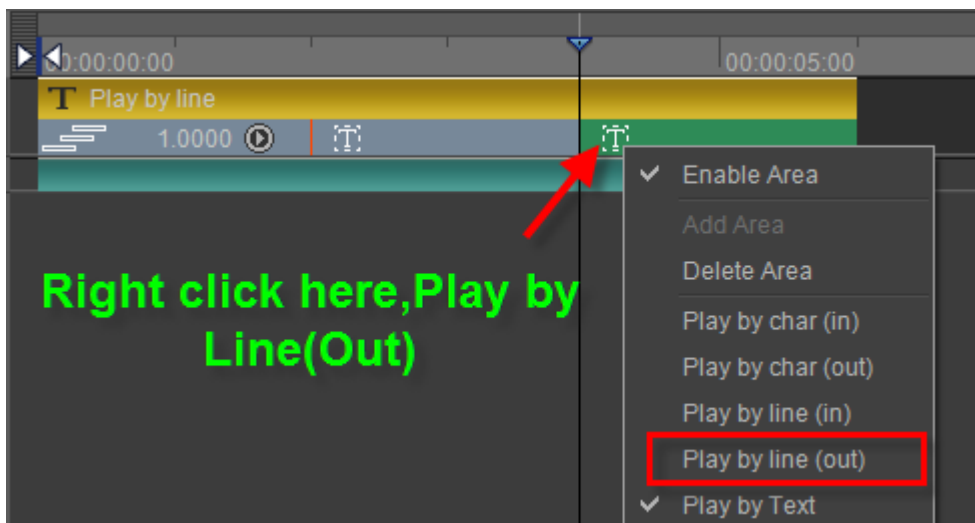 00:00:00:00
00:00:05:00
T Play by line
1.0000
T
T
Enable Area
Add Area
Delete Area
Play by char (in)
Play by char (out)
Play by line (in)
Play by line (out)
Play by Text
Right click here,Play by
Line(Out)